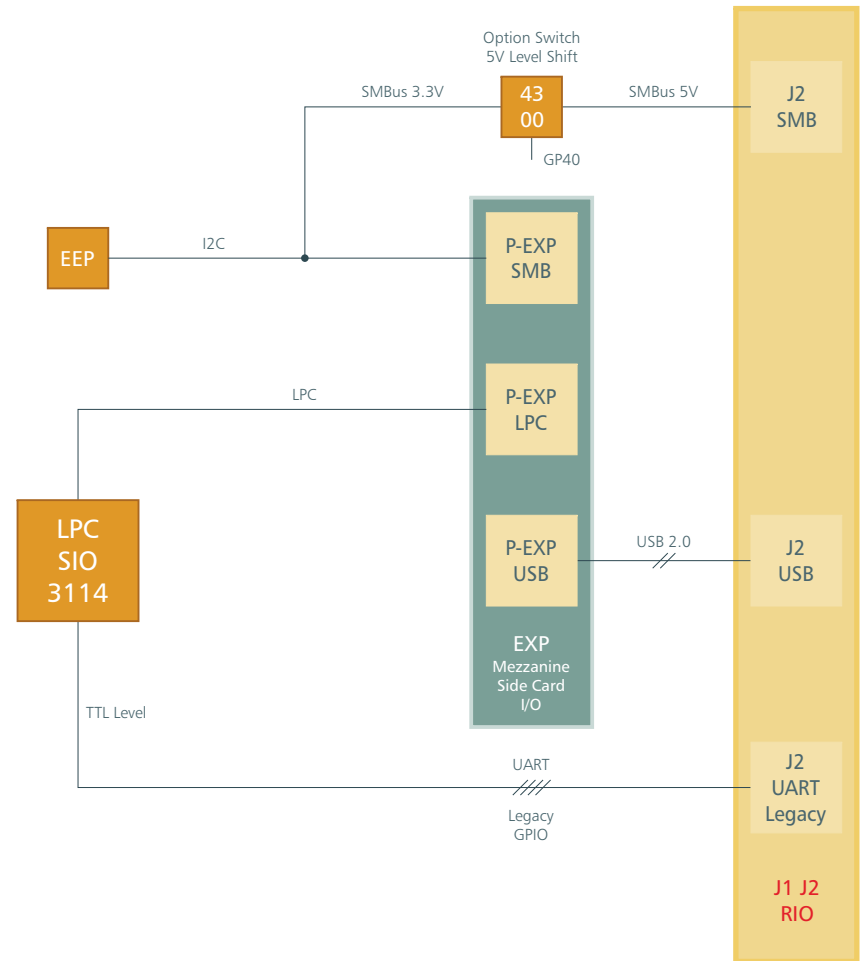 Option Switch
5V Level Shift
SMBus 3.3V
43
00
SMBus 5V
J2
SMB
GP40
EEP
I2C
P-EXP
SMB
LPC
P-EXP
LPC
LPC
SIO
3114
P-EXP
USB
USB 2.0
J2
USB
EXP
Mezzanine
Side Card
I/O
TTL Level
UART
Legacy
GPIO
J2
UART
Legacy
J1 J2
RIO